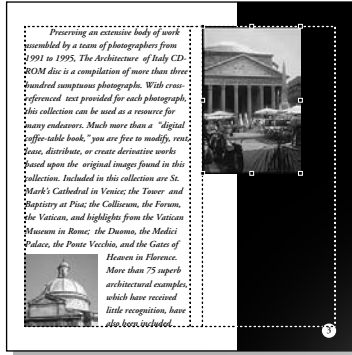 Preserving an extensive body of work
assembled by a team of photographers from
1991 to 1995, The Architecture of Italy CD-
ROM disc is a compilation of more than three
hundred sumptuous photographs. With cross-
referenced text provided for each photograph,
this collection can be used as a resource for
many endeavors. Much more than a "digital
coffee-table book," you are free to modify, rent,
lease, distribute, or create derivative works
based upon the original images found in this
collection. Included in this collection are St.
Mark's Cathedral in Venice; the Tower and
Baptistry at Pisa; the Colliseum, the Forum,
the Vatican, and highlights from the Vatican
Museum in Rome; the Duomo, the Medici
Palace, the Ponte Vecchio, and the Gates of
Heaven in Florence.
More than 75 superb
architectural examples,
which have received
little recognition, have
also been included
3